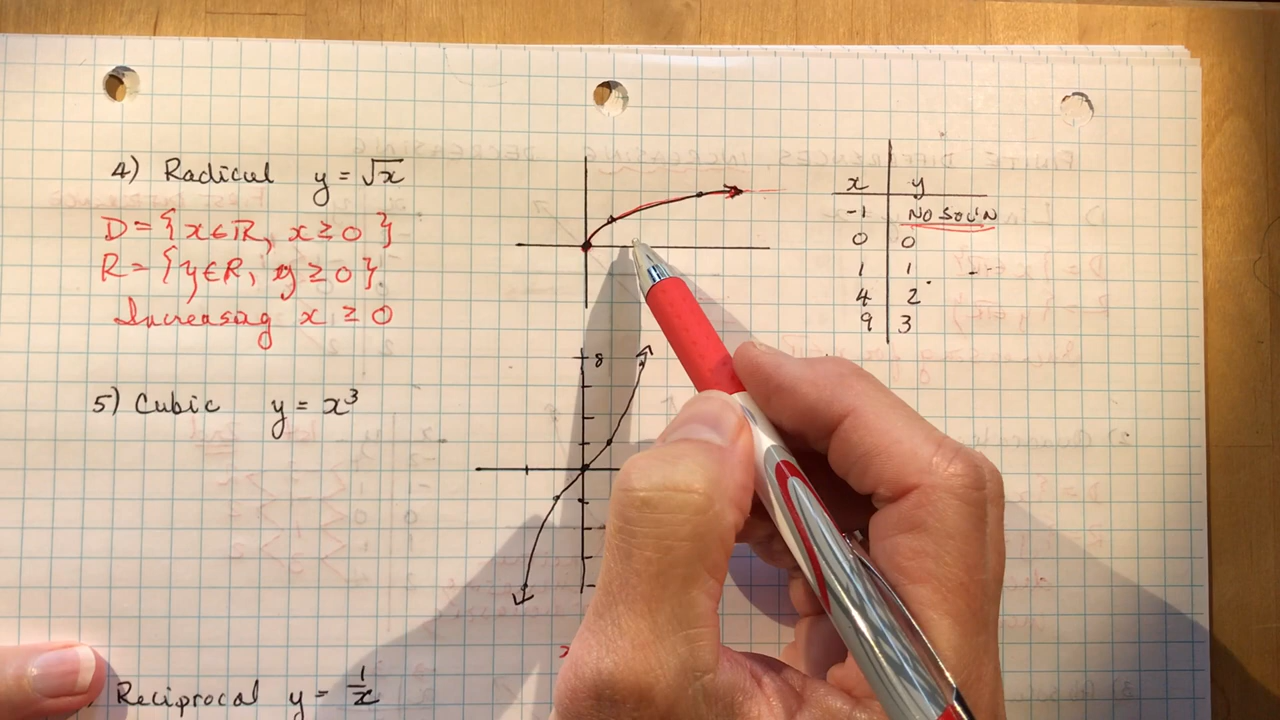 4) Radical y = √x
D = { x ∈ R, x ≥ 0 }
R = { y ∈ R, y ≥ 0 }
Increasing x ≥ 0
x y
-1 NO SOL'N
0 0
1 1
4 2
9 3
8
5) Cubic y = x³
Reciprocal y = 1/x